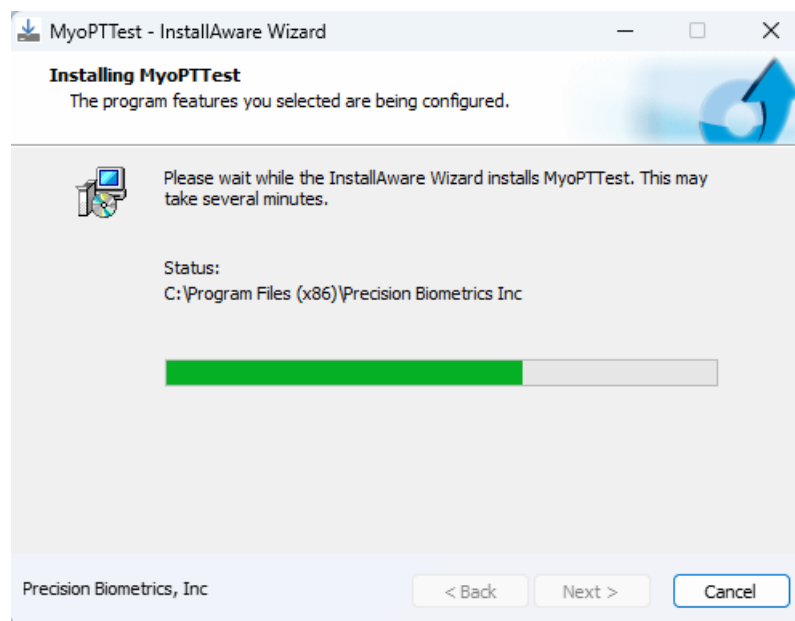 MyoPTTest - InstallAware Wizard
Installing MyoPTTest
The program features you selected are being configured.
Please wait while the InstallAware Wizard installs MyoPTTest. This may
take several minutes.
Status:
C:\Program Files (x86)\Precision Biometrics Inc
Precision Biometrics, Inc
< Back
Next >
Cancel